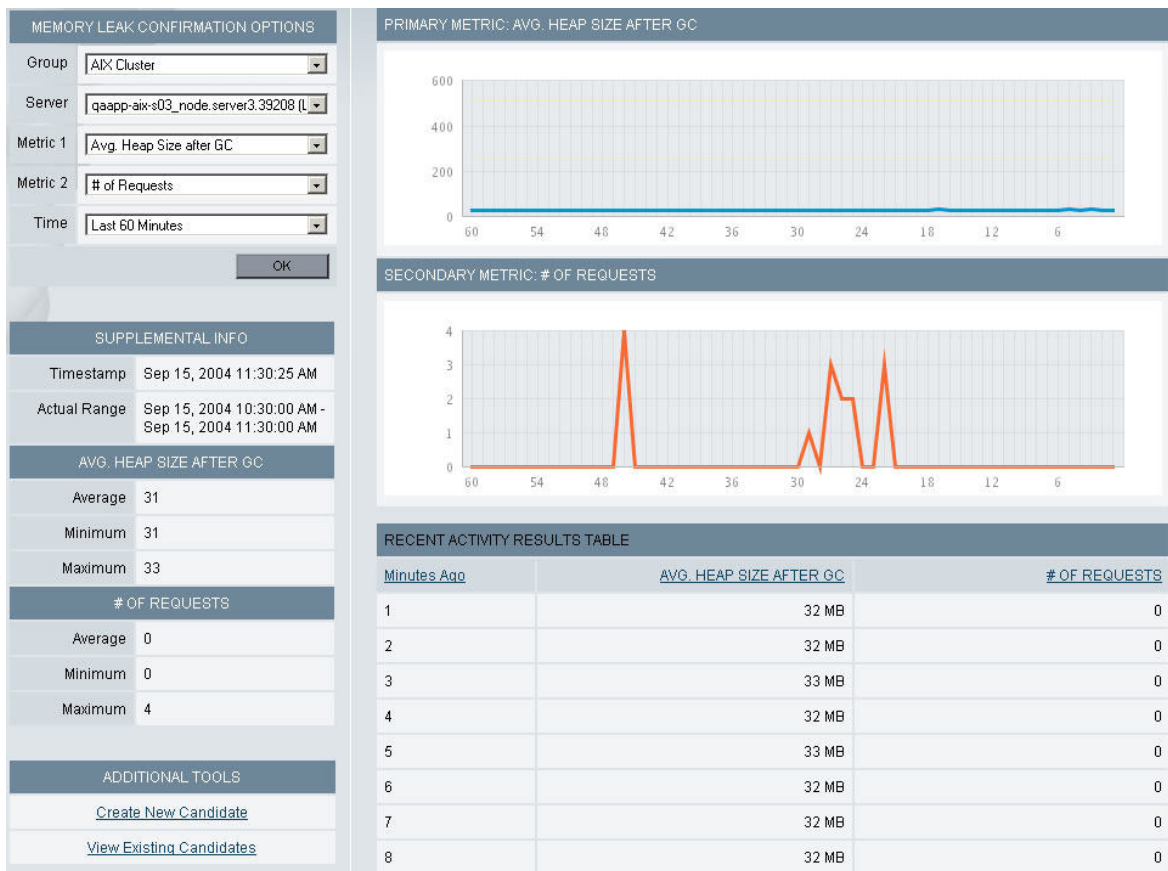 MEMORY LEAK CONFIRMATION OPTIONS
Group AIX Cluster
Server qaapp-aix-s03_node.server3.39208 (L
Metric 1 Avg. Heap Size after GC
Metric 2 # of Requests
Time Last 60 Minutes
OK
SUPPLEMENTAL INFO
Timestamp Sep 15, 2004 11:30:25 AM
Actual Range Sep 15, 2004 10:30:00 AM -
Sep 15, 2004 11:30:00 AM
AVG. HEAP SIZE AFTER GC
Average 31
Minimum 31
Maximum 33
# OF REQUESTS
Average 0
Minimum 0
Maximum 4
ADDITIONAL TOOLS
Create New Candidate
View Existing Candidates
PRIMARY METRIC: AVG. HEAP SIZE AFTER GC
600
400
200
0
60 54 48 42 36 30 24 18 12 6
SECONDARY METRIC: # OF REQUESTS
4
3
2
1
0
60 54 48 42 36 30 24 18 12 6
RECENT ACTIVITY RESULTS TABLE
Minutes Ago AVG. HEAP SIZE AFTER GC # OF REQUESTS
1 32 MB 0
2 32 MB 0
3 33 MB 0
4 32 MB 0
5 33 MB 0
6 32 MB 0
7 32 MB 0
8 32 MB 0